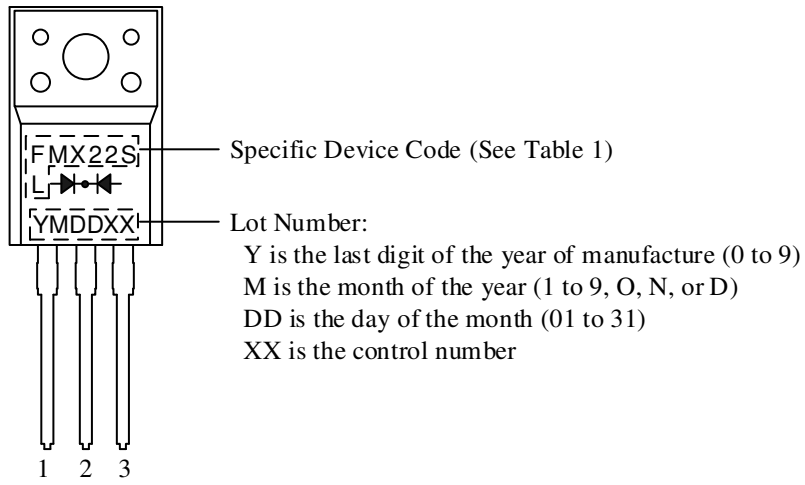 FMX22S
Specific Device Code (See Table 1)
L
YMDDXX
Lot Number:
Y is the last digit of the year of manufacture (0 to 9)
M is the month of the year (1 to 9, O, N, or D)
DD is the day of the month (01 to 31)
XX is the control number
1 2 3